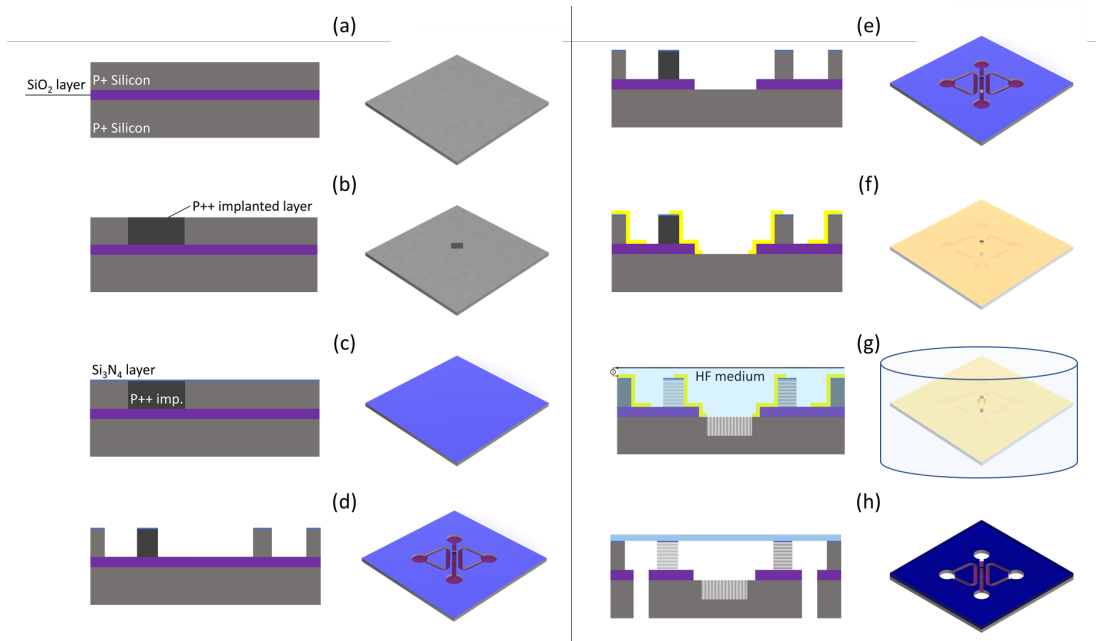 (a)
P+ Silicon
SiO₂ layer
P+ Silicon
(b)
P++ implanted layer
(c)
Si₃N₄ layer
P++ imp.
(d)
(e)
(f)
(g)
HF medium
(h)